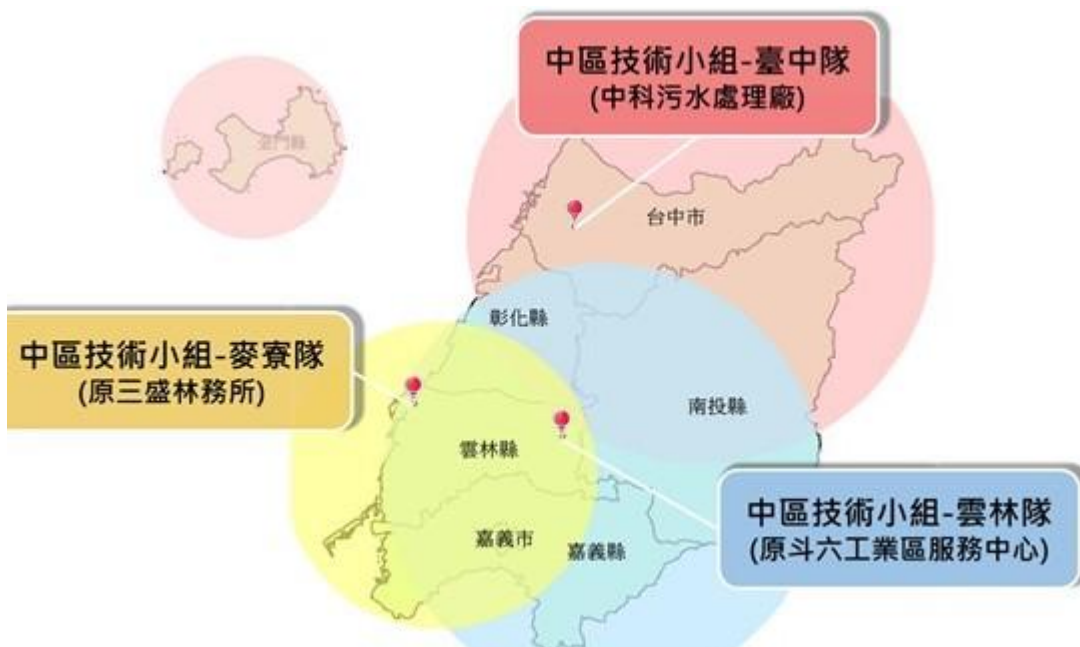 中區技術小組-臺中隊
(中科污水處理廠)
金門縣
台中市
彰化縣
中區技術小組-麥寮隊
(原三盛林務所)
南投縣
雲林縣
中區技術小組-雲林隊
(原斗六工業區服務中心)
嘉義市
嘉義縣